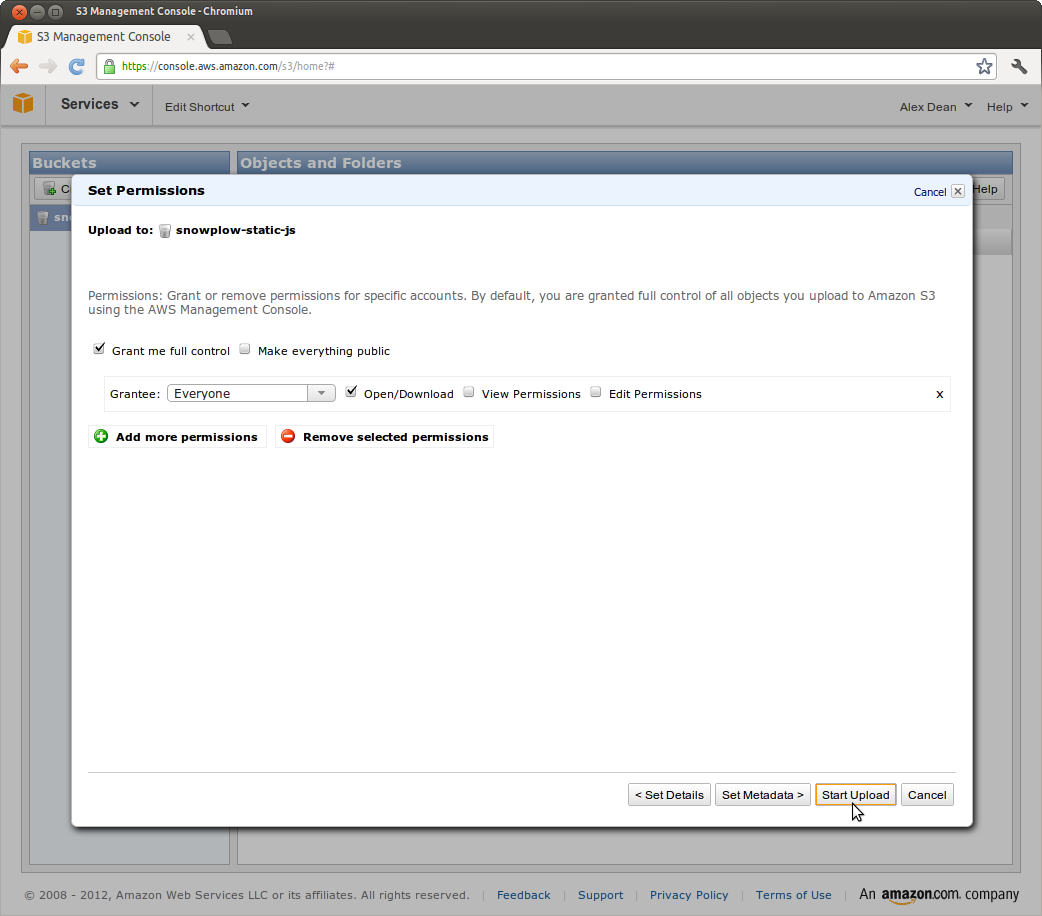 S3 Management Console - Chromium
S3 Management Console
https://console.aws.amazon.com/s3/home?#
Services Edit Shortcut Alex Dean Help
Buckets Objects and Folders
Help
Set Permissions Cancel
Upload to: snowplow-static-js
Permissions: Grant or remove permissions for specific accounts. By default, you are granted full control of all objects you upload to Amazon S3
using the AWS Management Console.
Grant me full control Make everything public
Grantee: Everyone Open/Download View Permissions Edit Permissions x
Add more permissions Remove selected permissions
< Set Details Set Metadata > Start Upload Cancel
© 2008 - 2012, Amazon Web Services LLC or its affiliates. All rights reserved. | Feedback | Support | Privacy Policy | Terms of Use | An amazon.com. company